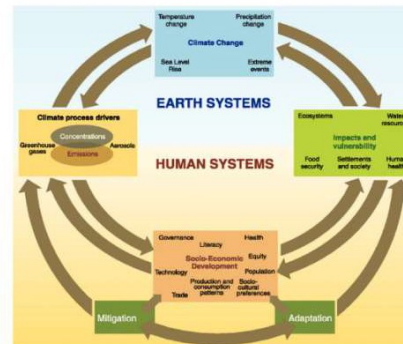 Temperature change
Precipitation change
Climate Change
Sea Level Rise
Extreme events
EARTH SYSTEMS
Climate process drivers
Concentrations
Greenhouse gases
Aerosols
Emissions
Ecosystems
Water
Impacts and vulnerability
Food security
Settlements and society
Human health
HUMAN SYSTEMS
Governance
Literacy
Health
Socio-Economic Development
Equity
Technology
Population
Production and consumption patterns
Socio-cultural preferences
Trade
Mitigation
Adaptation